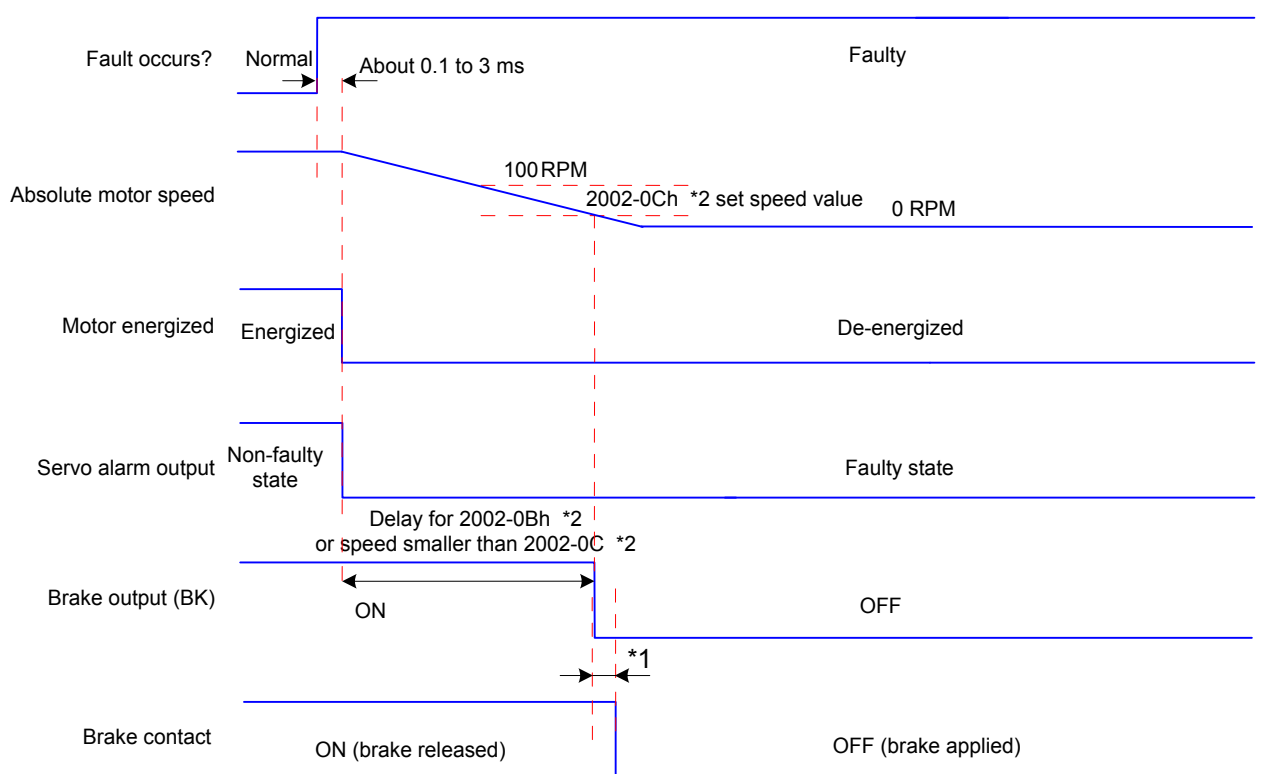 Fault occurs?
Normal
About 0.1 to 3 ms
Faulty
Absolute motor speed
100RPM
2002-0Ch *2 set speed value
0 RPM
Motor energized
Energized
De-energized
Servo alarm output
Non-faulty
state
Faulty state
Delay for 2002-0Bh *2
or speed smaller than 2002-0C *2
Brake output (BK)
ON
OFF
*1
Brake contact
ON (brake released)
OFF (brake applied)